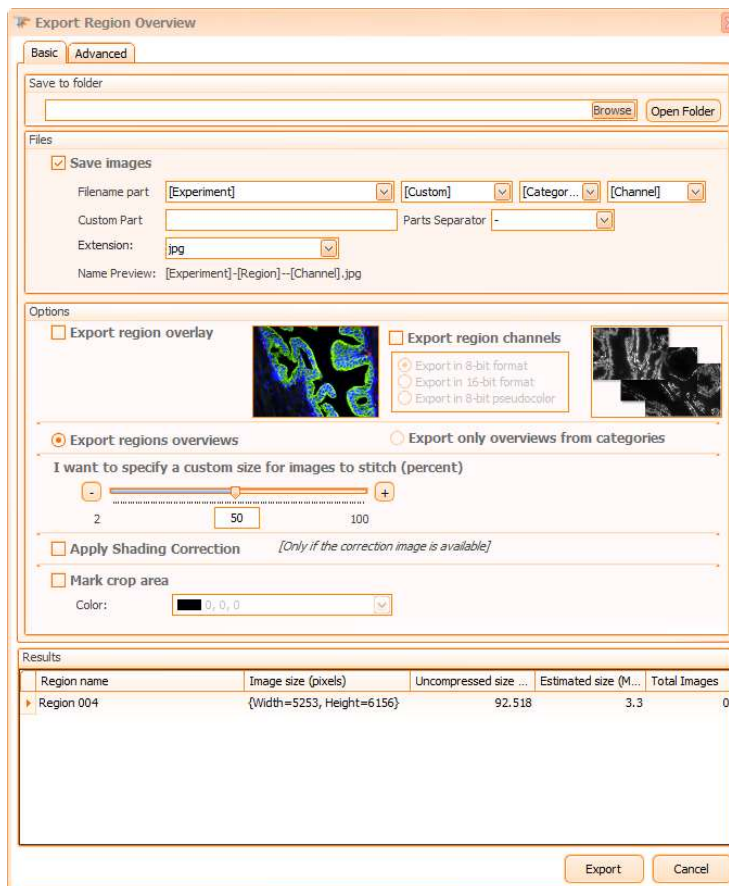 Export Region Overview
Basic Advanced
Save to folder
Browse Open Folder
Files
Save images
Filename part [Experiment] [Custom] [Categor... [Channel]
Custom Part Parts Separator -
Extension: jpg
Name Preview: [Experiment]-[Region]--[Channel].jpg
Options
Export region overlay
Export region channels
Export in 8-bit format
Export in 16-bit format
Export in 8-bit pseudocolor
Export regions overviews Export only overviews from categories
I want to specify a custom size for images to stitch (percent)
- +
2 50 100
Apply Shading Correction [Only if the correction image is available]
Mark crop area
Color: 0, 0, 0
Results
Region name Image size (pixels) Uncompressed size ... Estimated size (M... Total Images
Region 004 {Width=5253, Height=6156} 92.518 3.3 0
Export Cancel